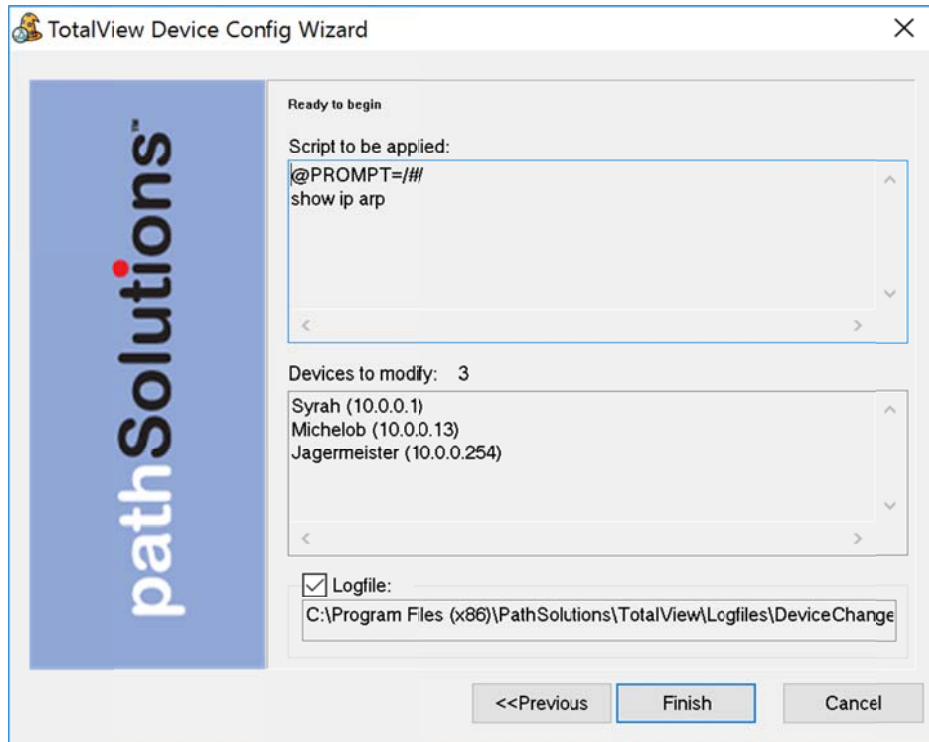 TotalView Device Config Wizard
pathSolutions™
Ready to begin
Script to be applied:
@PROMPT=/#/
show ip arp
Devices to modify: 3
Syrah (10.0.0.1)
Michelob (10.0.0.13)
Jagermeister (10.0.0.254)
Logfile:
C:\Program Files (x86)\PathSolutions\TotalView\Logfiles\DeviceChange
<<Previous
Finish
Cancel